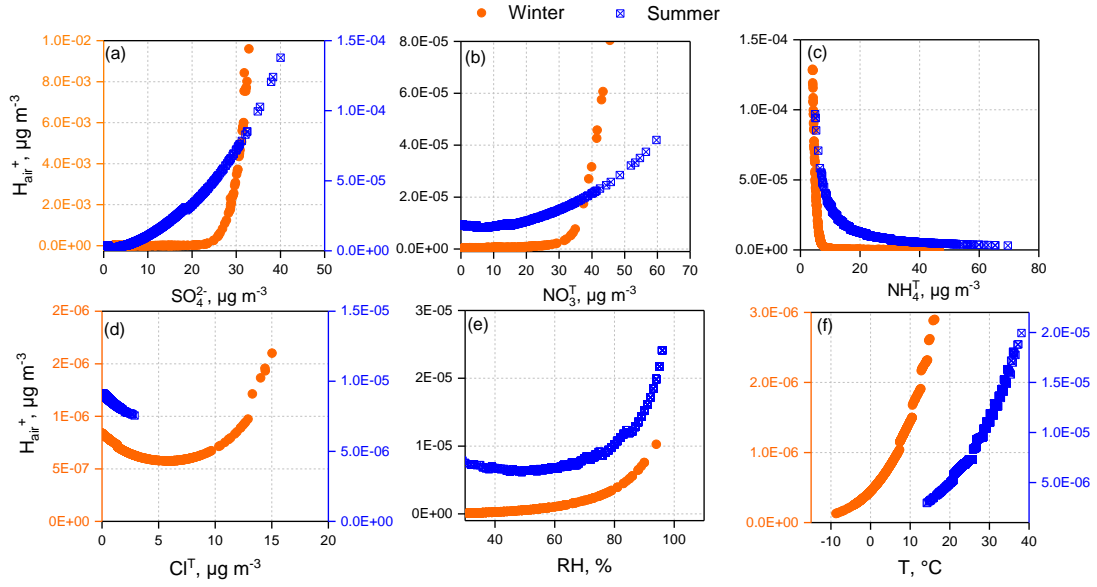 Winter Summer
(a) (b) (c)
1.0E-02 8.0E-03 6.0E-03 4.0E-03 2.0E-03 0.0E+00
1.5E-04 1.0E-04 5.0E-05 0.0E+00
8.0E-05 6.0E-05 4.0E-05 2.0E-05 0.0E+00
1.5E-04 1.0E-04 5.0E-05 0.0E+00
H_air^+, µg m-3
0 10 20 30 40 50
0 10 20 30 40 50 60 70
0 20 40 60 80
SO_4^2-, µg m-3
NO_3^T, µg m-3
NH_4^T, µg m-3
(d) (e) (f)
2E-06 2E-06 1E-06 5E-07 0E+00
1.5E-05 1.0E-05 5.0E-06 0.0E+00
3E-05 2E-05 1E-05 0E+00
3.0E-06 2.0E-06 1.0E-06 0.0E+00
2.0E-05 1.5E-05 1.0E-05 5.0E-06
H_air^+, µg m-3
0 5 10 15 20
40 60 80 100
-10 0 10 20 30 40
Cl^T, µg m-3
RH, %
T, °C